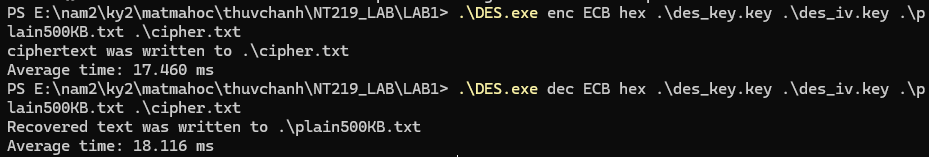 PS E:\nam2\ky2\matmahoc\thuvchanh\NT219_LAB\LAB1> .\DES.exe enc ECB hex .\des_key.key .\des_iv.key .\p
lain500KB.txt .\cipher.txt
ciphertext was written to .\cipher.txt
Average time: 17.460 ms
PS E:\nam2\ky2\matmahoc\thuvchanh\NT219_LAB\LAB1> .\DES.exe dec ECB hex .\des_key.key .\des_iv.key .\p
lain500KB.txt .\cipher.txt
Recovered text was written to .\plain500KB.txt
Average time: 18.116 ms